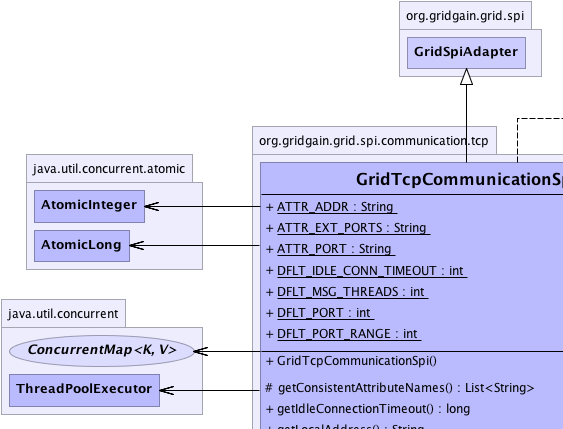 org.gridgain.grid.spi
GridSpiAdapter
org.gridgain.grid.spi.communication.tcp
java.util.concurrent.atomic
AtomicInteger
AtomicLong
java.util.concurrent
ConcurrentMap<K, V>
ThreadPoolExecutor
GridTcpCommunicationSp
+ ATTR_ADDR : String
+ ATTR_EXT_PORTS : String
+ ATTR_PORT : String
+ DFLT_IDLE_CONN_TIMEOUT : int
+ DFLT_MSG_THREADS : int
+ DFLT_PORT : int
+ DFLT_PORT_RANGE : int
+ GridTcpCommunicationSpi()
# getConsistentAttributeNames() : List<String>
+ getIdleConnectionTimeout() : long
+ getLocalAddress() : String